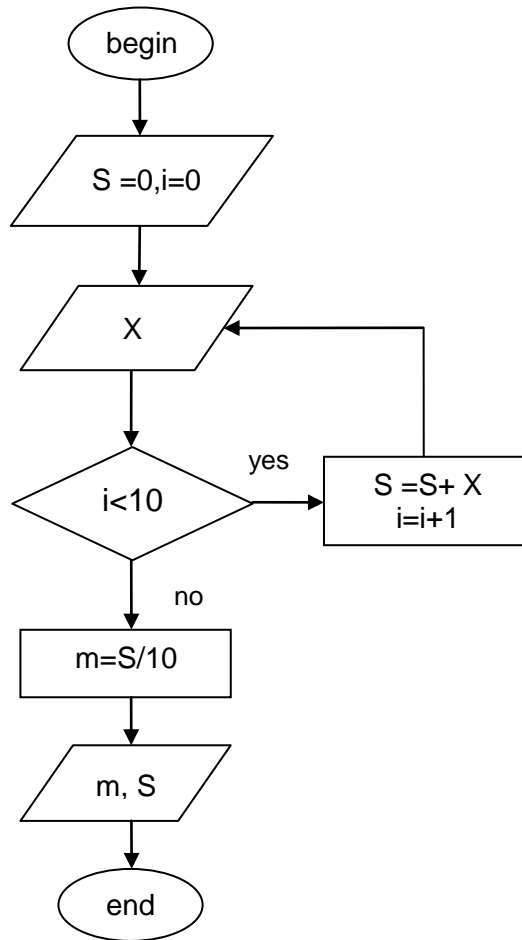 begin
S =0,i=0
X
i<10
yes
S =S+ X
i=i+1
no
m=S/10
m, S
end